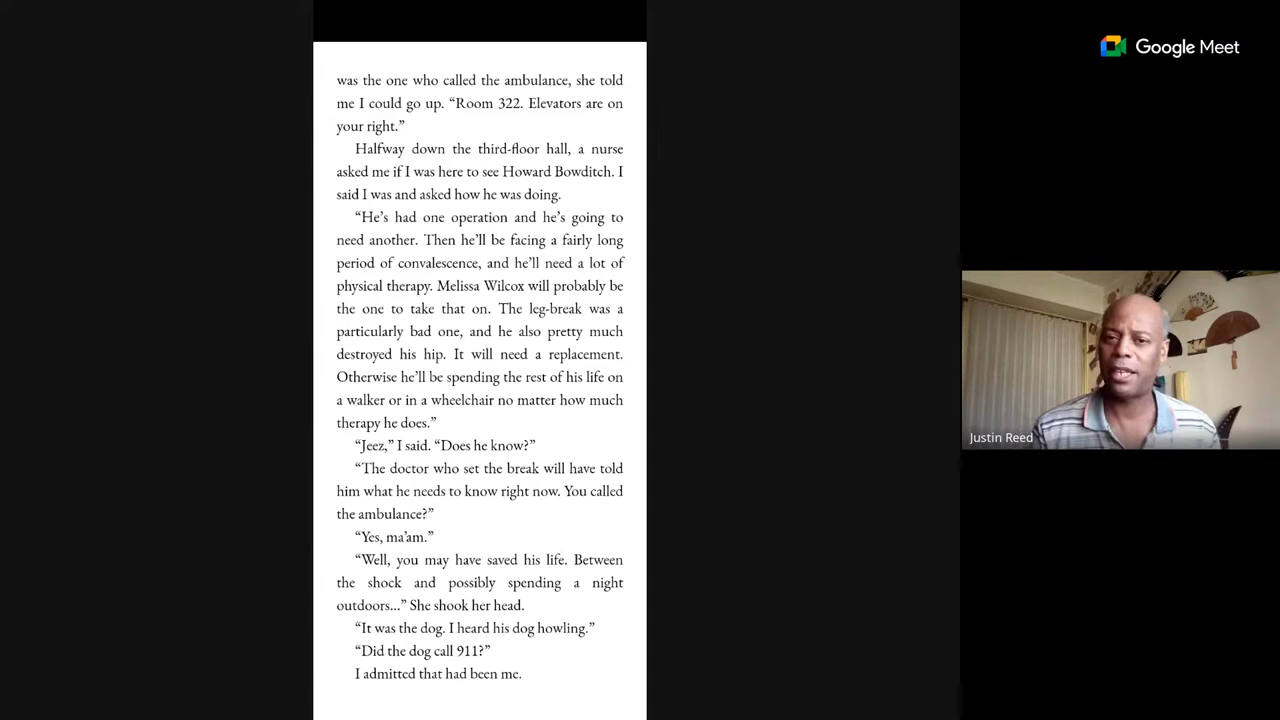 was the one who called the ambulance, she told
me I could go up. “Room 322. Elevators are on
your right.”
Halfway down the third-floor hall, a nurse
asked me if I was here to see Howard Bowditch. I
said I was and asked how he was doing.
“He’s had one operation and he’s going to
need another. Then he’ll be facing a fairly long
period of convalescence, and he’ll need a lot of
physical therapy. Melissa Wilcox will probably be
the one to take that on. The leg-break was a
particularly bad one, and he also pretty much
destroyed his hip. It will need a replacement.
Otherwise he’ll be spending the rest of his life on
a walker or in a wheelchair no matter how much
therapy he does.”
“Jeez,” I said. “Does he know?”
“The doctor who set the break will have told
him what he needs to know right now. You called
the ambulance?”
“Yes, ma’am.”
“Well, you may have saved his life. Between
the shock and possibly spending a night
outdoors…” She shook her head.
“It was the dog. I heard his dog howling.”
“Did the dog call 911?”
I admitted that had been me.
Google Meet
Justin Reed